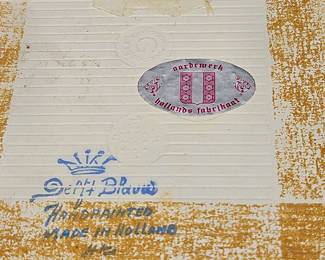 aardewerk
hollands fabrikaat
Delft Blauw
HANDPAINTED
MADE IN HOLLAND